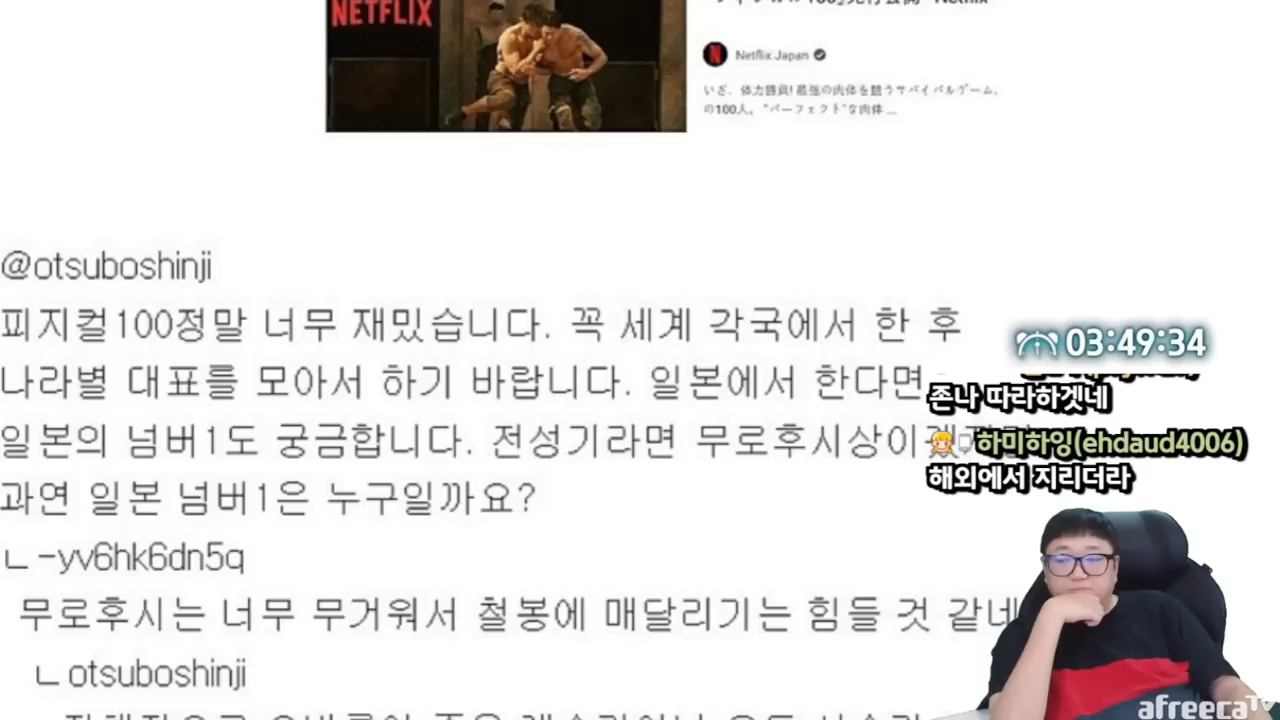 NETFLIX
Netflix Japan
いざ、体力勝負! 最強の肉体を競うサバイバルゲーム、
の100人。“パーフェクト”な肉体 ...
@otsuboshinji
피지컬100정말 너무 재밌습니다. 꼭 세계 각국에서 한 후
나라별 대표를 모아서 하기 바랍니다. 일본에서 한다면
일본의 넘버1도 궁금합니다. 전성기라면 무로후시상이
과연 일본 넘버1은 누구일까요?
ㄴ-yv6hk6dn5q
무로후시는 너무 무거워서 철봉에 매달리기는 힘들 것 같네
ㄴotsuboshinji
03:49:34
존나 따라하겟네
하미하잉(ehdaud4006)
해외에서 지리더라
afreecaTV